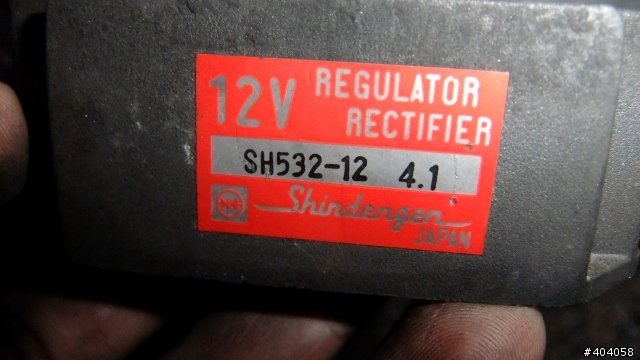 12V REGULATOR
RECTIFIER
SH532-12 4.1
Shindengen
JAPAN
#404058